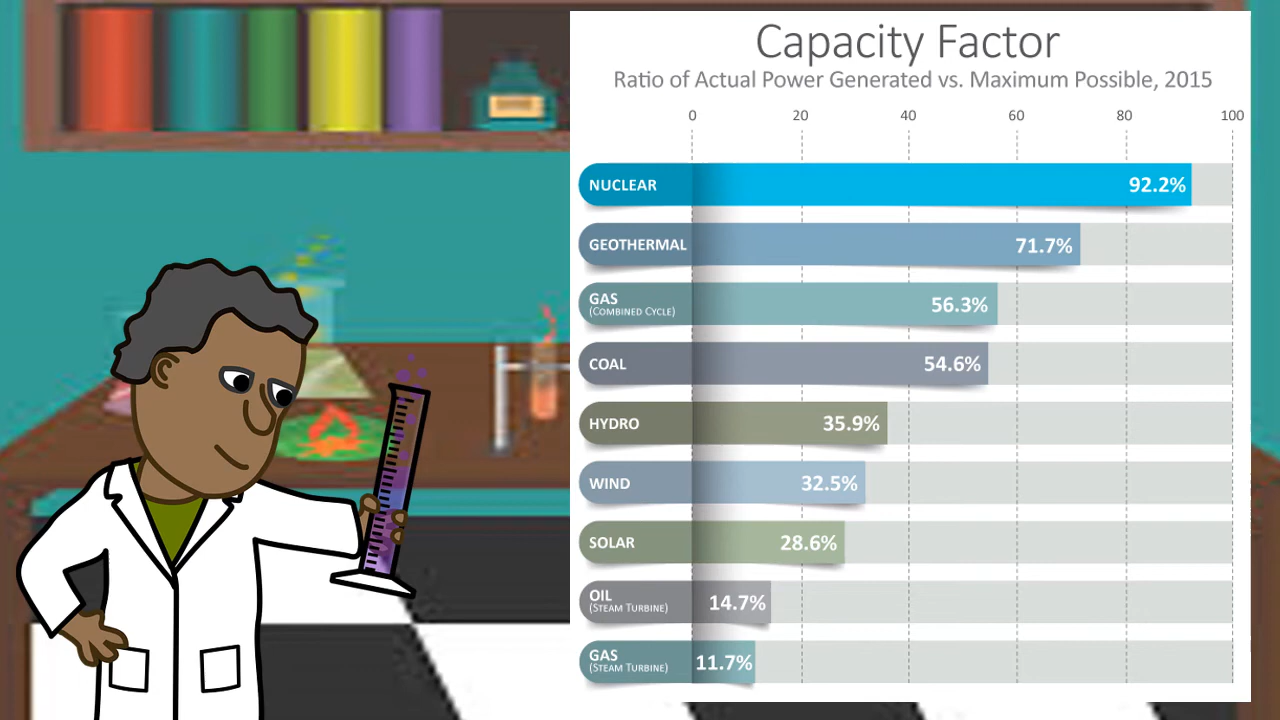 Capacity Factor
Ratio of Actual Power Generated vs. Maximum Possible, 2015
0 20 40 60 80 100
NUCLEAR 92.2%
GEOTHERMAL 71.7%
GAS
(COMBINED CYCLE) 56.3%
COAL 54.6%
HYDRO 35.9%
WIND 32.5%
SOLAR 28.6%
OIL
(STEAM TURBINE) 14.7%
GAS
(STEAM TURBINE) 11.7%